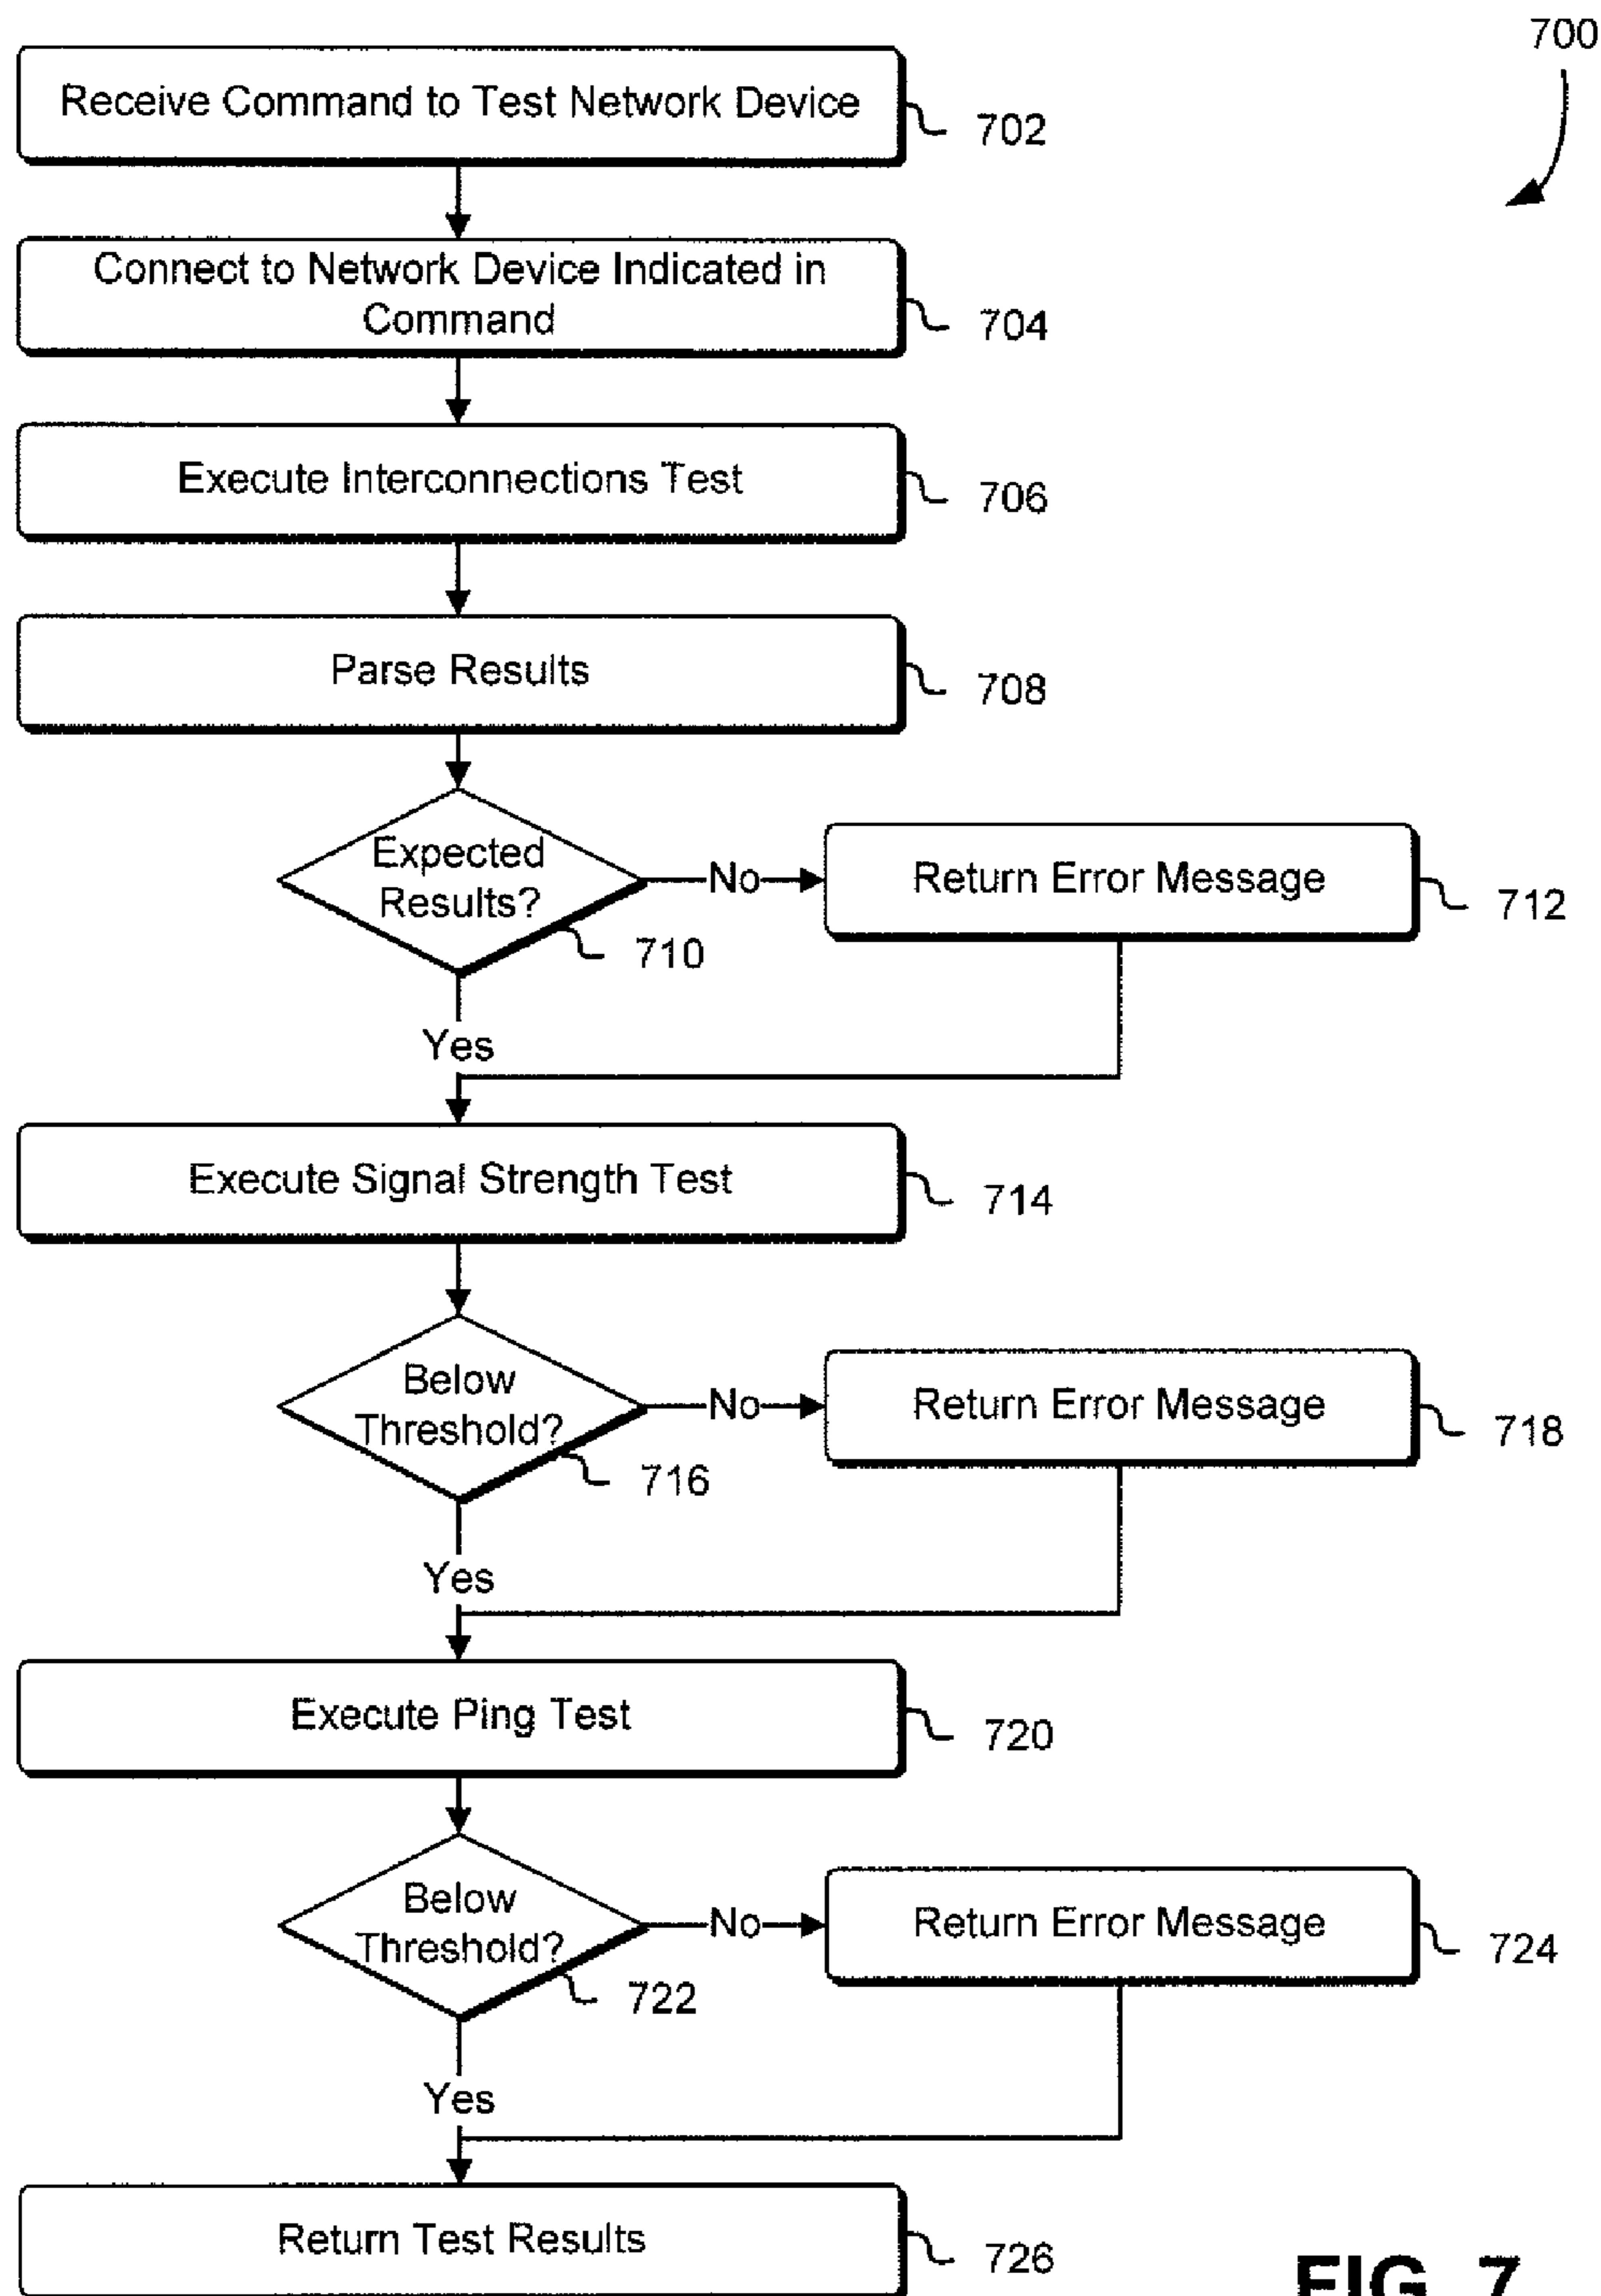 700
Receive Command to Test Network Device
702
Connect to Network Device Indicated in
Command
704
Execute Interconnections Test
706
Parse Results
708
Expected
Results?
710
No
Return Error Message
712
Yes
Execute Signal Strength Test
714
Below
Threshold?
716
No
Return Error Message
718
Yes
Execute Ping Test
720
Below
Threshold?
722
No
Return Error Message
724
Yes
Return Test Results
726
FIG. 7